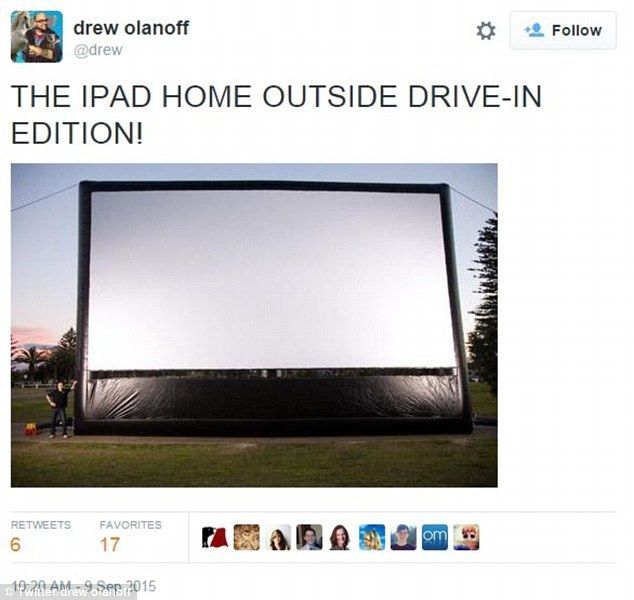 drew olanoff
@drew
Follow
THE IPAD HOME OUTSIDE DRIVE-IN
EDITION!
RETWEETS FAVORITES
6 17
om
10:20 AM - 9 Sep 2015
© Twitter/drew olanoff